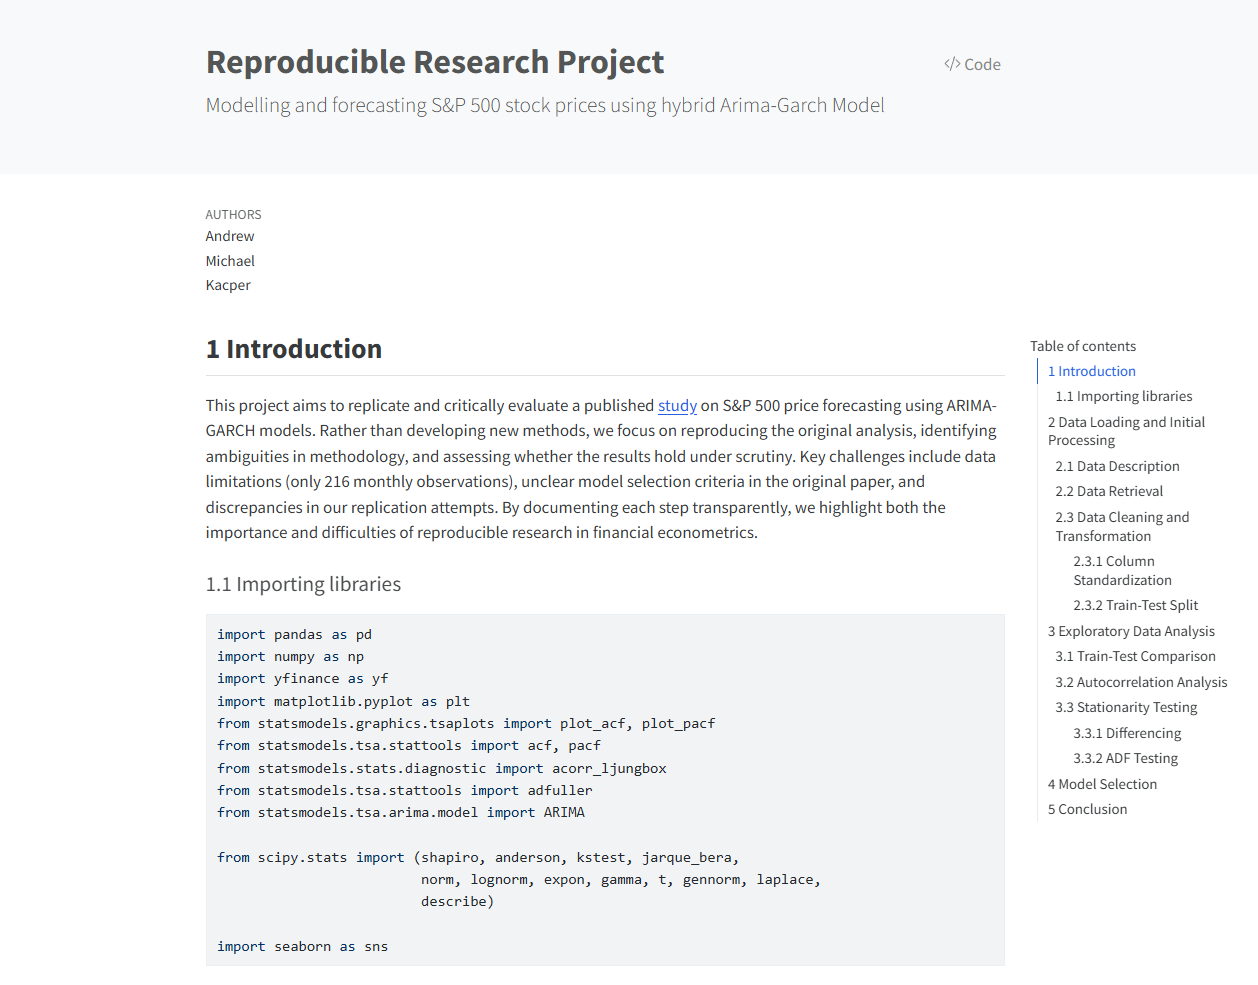 Reproducible Research Project
</> Code
Modelling and forecasting S&P 500 stock prices using hybrid Arima-Garch Model
AUTHORS
Andrew
Michael
Kacper
1 Introduction
This project aims to replicate and critically evaluate a published study on S&P 500 price forecasting using ARIMA-
GARCH models. Rather than developing new methods, we focus on reproducing the original analysis, identifying
ambiguities in methodology, and assessing whether the results hold under scrutiny. Key challenges include data
limitations (only 216 monthly observations), unclear model selection criteria in the original paper, and
discrepancies in our replication attempts. By documenting each step transparently, we highlight both the
importance and difficulties of reproducible research in financial econometrics.
1.1 Importing libraries
import pandas as pd
import numpy as np
import yfinance as yf
import matplotlib.pyplot as plt
from statsmodels.graphics.tsaplots import plot_acf, plot_pacf
from statsmodels.tsa.stattools import acf, pacf
from statsmodels.stats.diagnostic import acorr_ljungbox
from statsmodels.tsa.stattools import adfuller
from statsmodels.tsa.arima.model import ARIMA
from scipy.stats import (shapiro, anderson, kstest, jarque_bera,
norm, lognorm, expon, gamma, t, gennorm, laplace,
describe)
import seaborn as sns
Table of contents
1 Introduction
1.1 Importing libraries
2 Data Loading and Initial
Processing
2.1 Data Description
2.2 Data Retrieval
2.3 Data Cleaning and
Transformation
2.3.1 Column
Standardization
2.3.2 Train-Test Split
3 Exploratory Data Analysis
3.1 Train-Test Comparison
3.2 Autocorrelation Analysis
3.3 Stationarity Testing
3.3.1 Differencing
3.3.2 ADF Testing
4 Model Selection
5 Conclusion